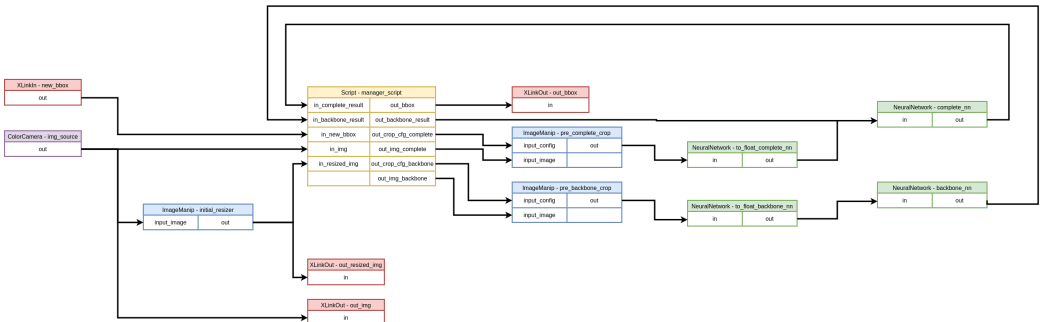 XLinkIn - new_bbox
out
ColorCamera - img_source
out
ImageManip - initial_resizer
input_image out
Script - manager_script
in_complete_result out_bbox
in_backbone_result out_backbone_result
in_new_bbox out_crop_cfg_complete
in_img out_img_complete
in_resized_img out_crop_cfg_backbone
out_img_backbone
XLinkOut - out_resized_img
in
XLinkOut - out_img
in
XLinkOut - out_bbox
in
ImageManip - pre_complete_crop
input_config out
input_image
ImageManip - pre_backbone_crop
input_config out
input_image
NeuralNetwork - to_float_complete_nn
in out
NeuralNetwork - to_float_backbone_nn
in out
NeuralNetwork - complete_nn
in out
NeuralNetwork - backbone_nn
in out